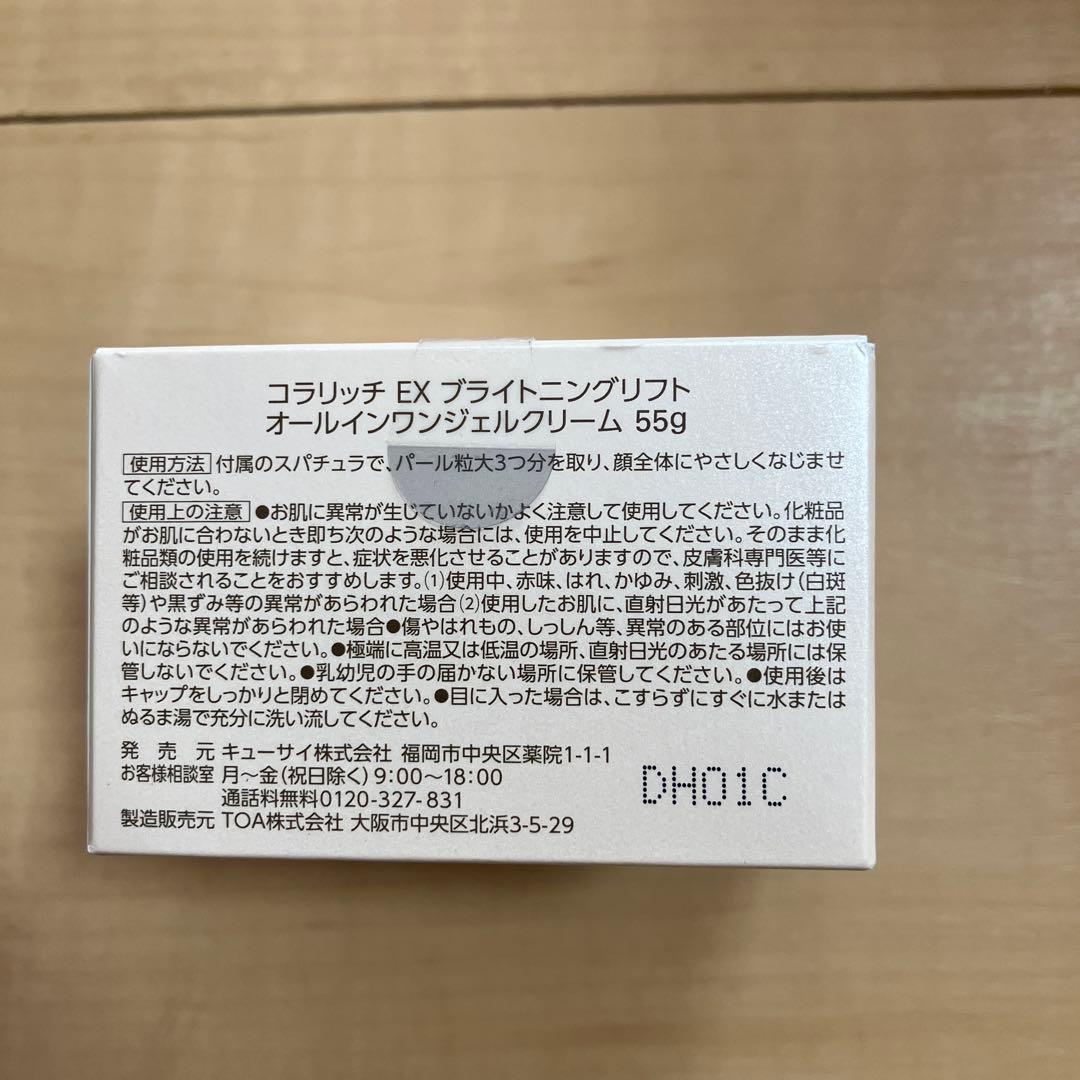 コラリッチ EX ブライトニングリフト
オールインワンジェルクリーム 55g
使用方法 付属のスパチュラで、パール粒大3つ分を取り、顔全体にやさしくなじませ
てください。
使用上の注意 ●お肌に異常が生じていないかよく注意して使用してください。化粧品
がお肌に合わないとき即ち次のような場合には、使用を中止してください。そのまま化
粧品類の使用を続けますと、症状を悪化させることがありますので、皮膚科専門医等に
ご相談されることをおすすめします。(1)使用中、赤味、はれ、かゆみ、刺激、色抜け(白斑
等)や黒ずみ等の異常があらわれた場合(2)使用したお肌に、直射日光があたって上記
のような異常があらわれた場合●傷やはれもの、しっしん等、異常のある部位にはお使
いにならないでください。●極端に高温又は低温の場所、直射日光のあたる場所には保
管しないでください。●乳幼児の手の届かない場所に保管してください。●使用後は
キャップをしっかりと閉めてください。●目に入った場合は、こすらずにすぐに水または
ぬるま湯で充分に洗い流してください。
発売元 キューサイ株式会社 福岡市中央区薬院1-1-1
お客様相談室 月〜金(祝日除く)9:00〜18:00
通話料無料0120-327-831
製造販売元 TOA株式会社 大阪市中央区北浜3-5-29
DH01C